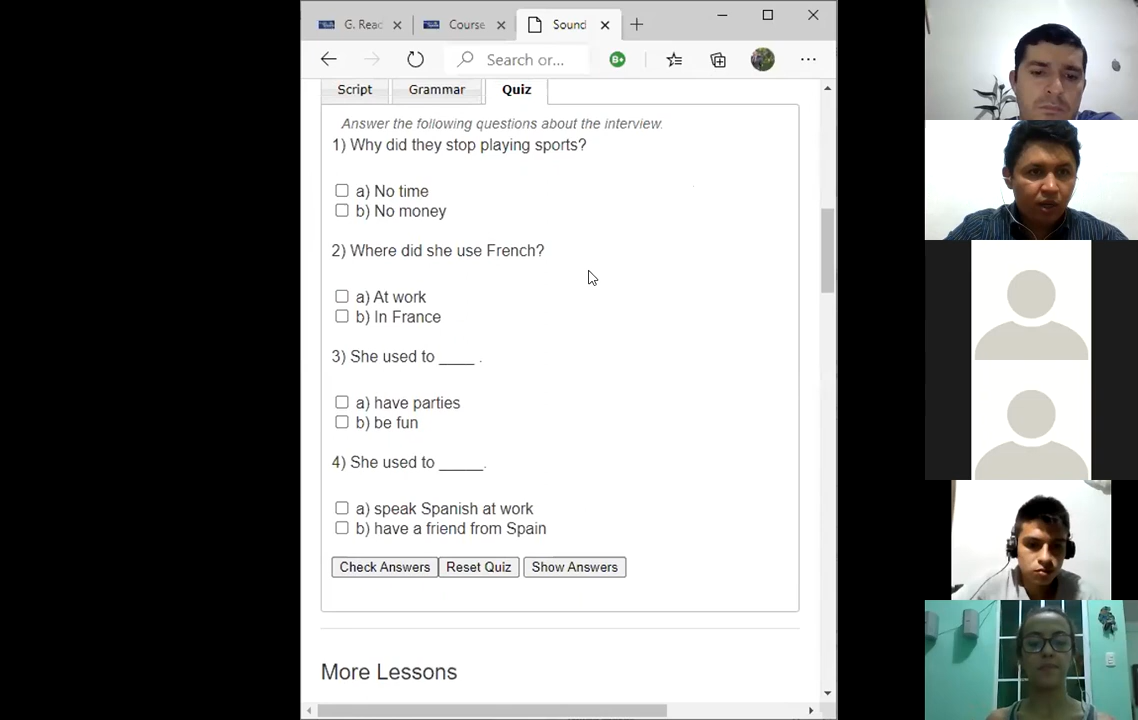 G. Reac
Course
Sound
Search or...
B+
Script
Grammar
Quiz
Answer the following questions about the interview.
1) Why did they stop playing sports?
a) No time
b) No money
2) Where did she use French?
a) At work
b) In France
3) She used to ____ .
a) have parties
b) be fun
4) She used to _____.
a) speak Spanish at work
b) have a friend from Spain
Check Answers
Reset Quiz
Show Answers
More Lessons